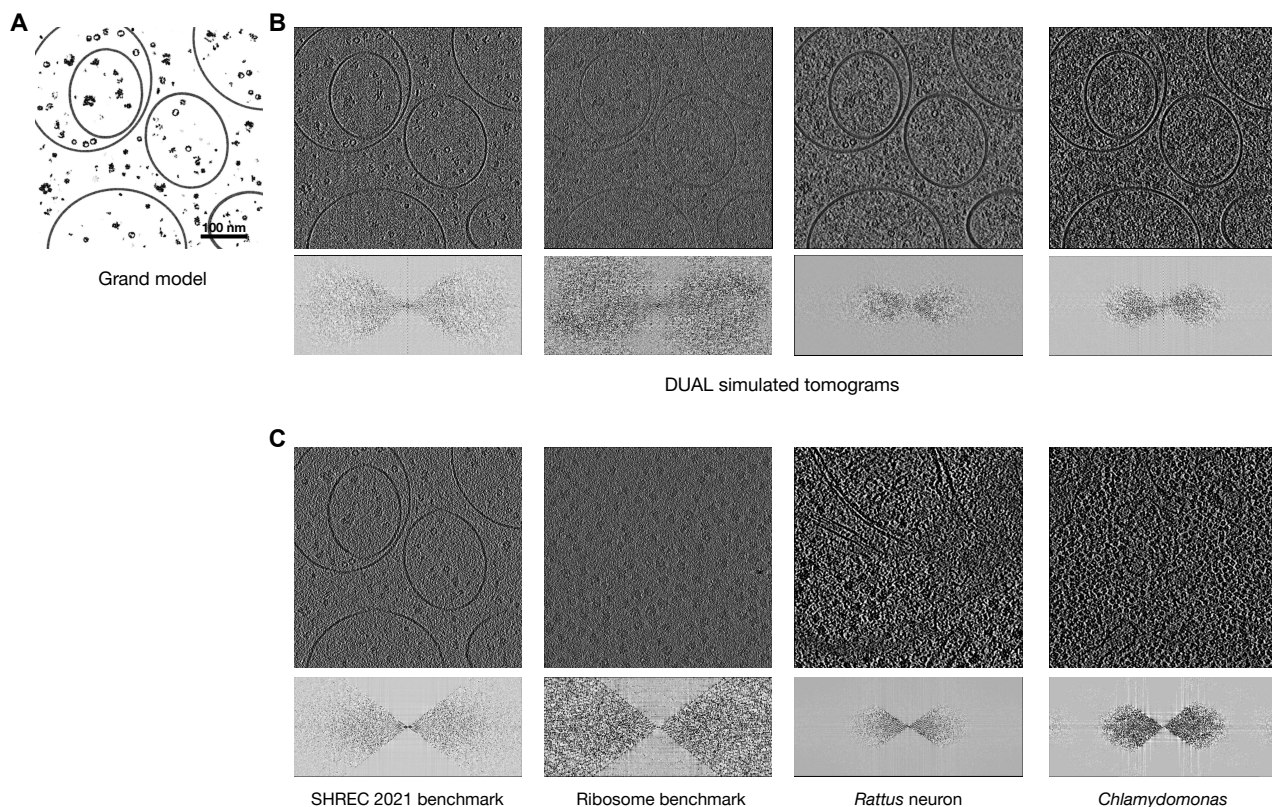 A
B
100 nm
Grand model
DUAL simulated tomograms
C
SHREC 2021 benchmark
Ribosome benchmark
Rattus neuron
Chlamydomonas